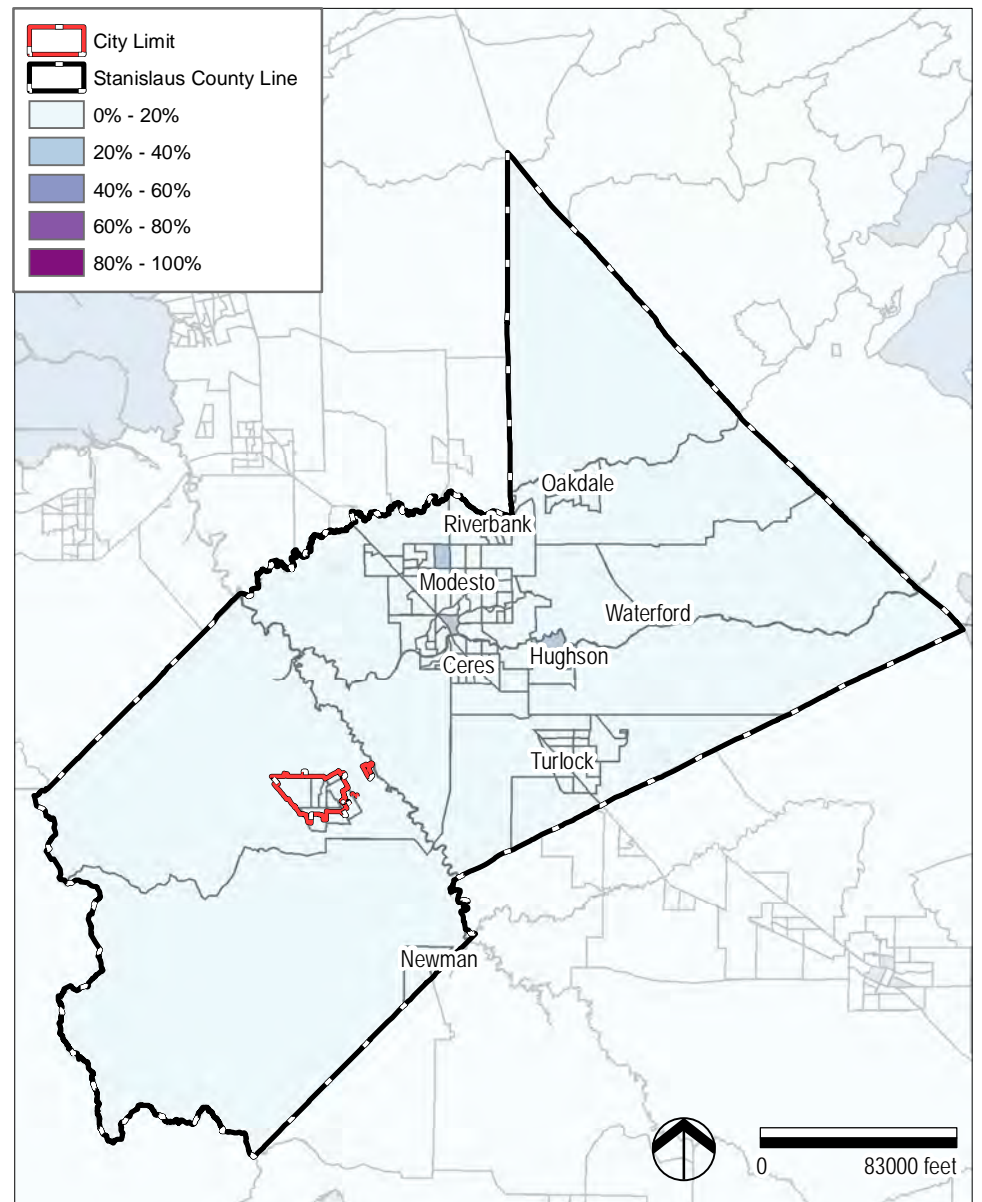 City Limit
Stanislaus County Line
0% - 20%
20% - 40%
40% - 60%
60% - 80%
80% - 100%
Oakdale
Riverbank
Modesto
Waterford
Hughson
Ceres
Turlock
Newman
0 83000 feet